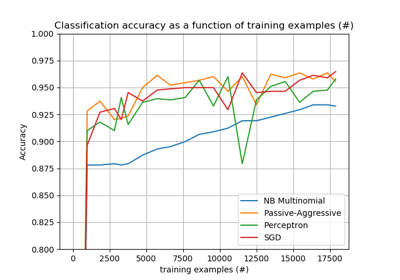 Classification accuracy as a function of training examples (#)
1.000
0.975
0.950
0.925
0.900
0.875
0.850
0.825
0.800
Accuracy
0 2500 5000 7500 10000 12500 15000 17500
training examples (#)
NB Multinomial
Passive-Aggressive
Perceptron
SGD